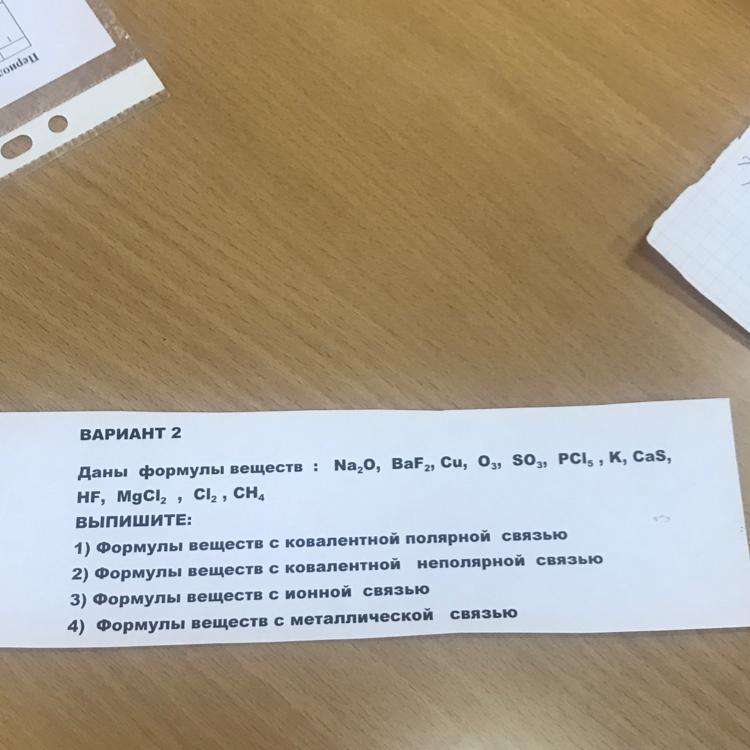 ВАРИАНТ 2
Даны формулы веществ : Na₂O, BaF₂, Cu, O₃, SO₃, PCl₅ , K, CaS,
HF, MgCl₂ , Cl₂ , CH₄
ВЫПИШИТЕ:
1) Формулы веществ с ковалентной полярной связью
2) Формулы веществ с ковалентной неполярной связью
3) Формулы веществ с ионной связью
4) Формулы веществ с металлической связью